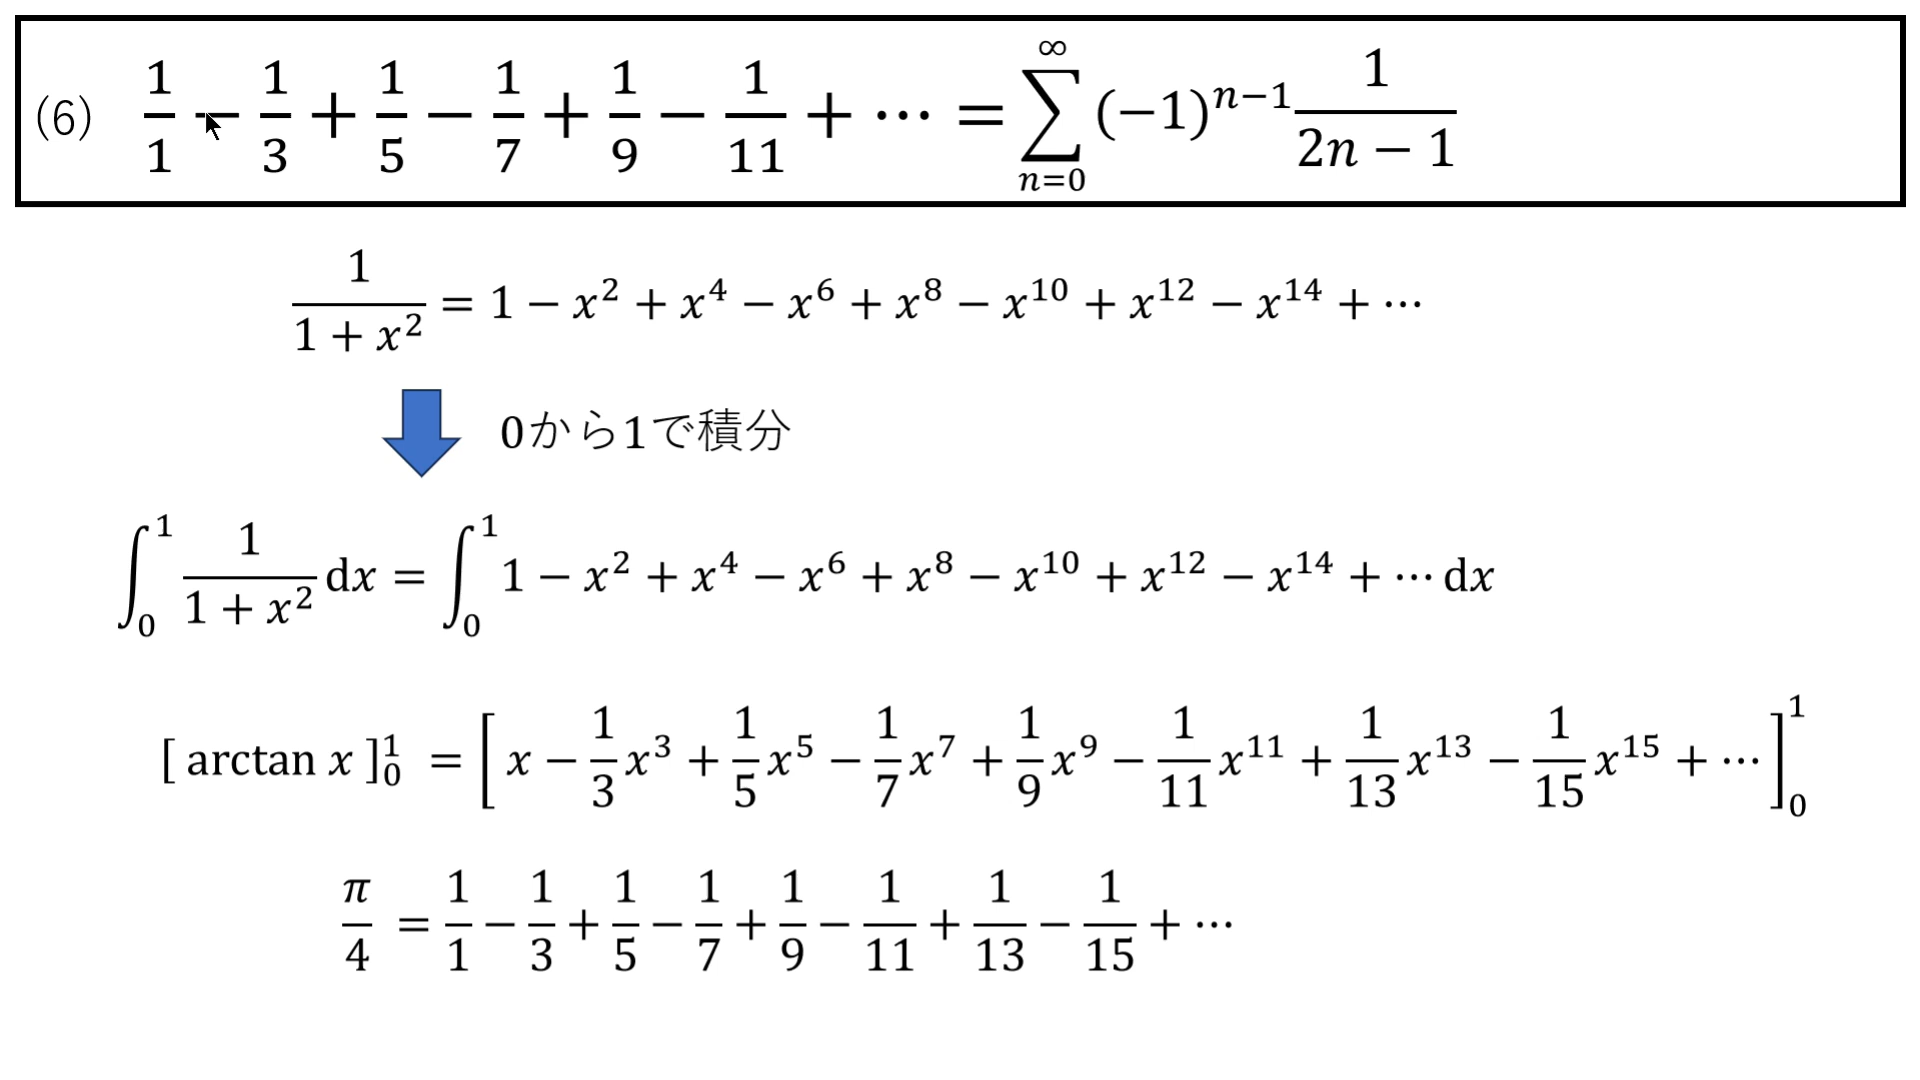 (6) 1/1 − 1/3 + 1/5 − 1/7 + 1/9 − 1/11 + ⋯ = ∑_{n=0}^{∞} (−1)^{n−1} 1/(2n − 1)
1/(1 + x²) = 1 − x² + x⁴ − x⁶ + x⁸ − x¹⁰ + x¹² − x¹⁴ + ⋯
0から1で積分
∫₀¹ 1/(1 + x²) dx = ∫₀¹ 1 − x² + x⁴ − x⁶ + x⁸ − x¹⁰ + x¹² − x¹⁴ + ⋯ dx
[ arctan x ]₀¹ = [ x − 1/3 x³ + 1/5 x⁵ − 1/7 x⁷ + 1/9 x⁹ − 1/11 x¹¹ + 1/13 x¹³ − 1/15 x¹⁵ + ⋯ ]₀¹
π/4 = 1/1 − 1/3 + 1/5 − 1/7 + 1/9 − 1/11 + 1/13 − 1/15 + ⋯